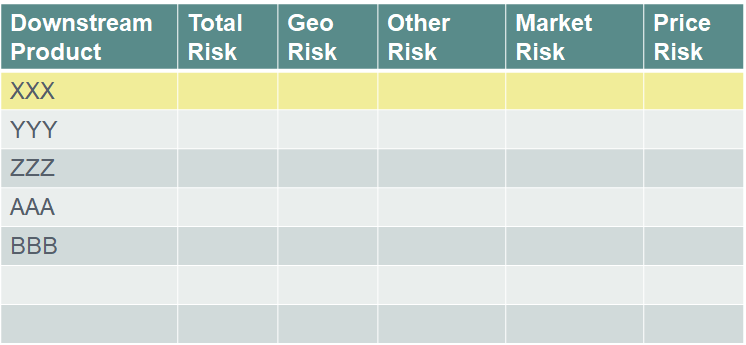 Downstream Product Total Risk Geo Risk Other Risk Market Risk Price Risk
XXX
YYY
ZZZ
AAA
BBB